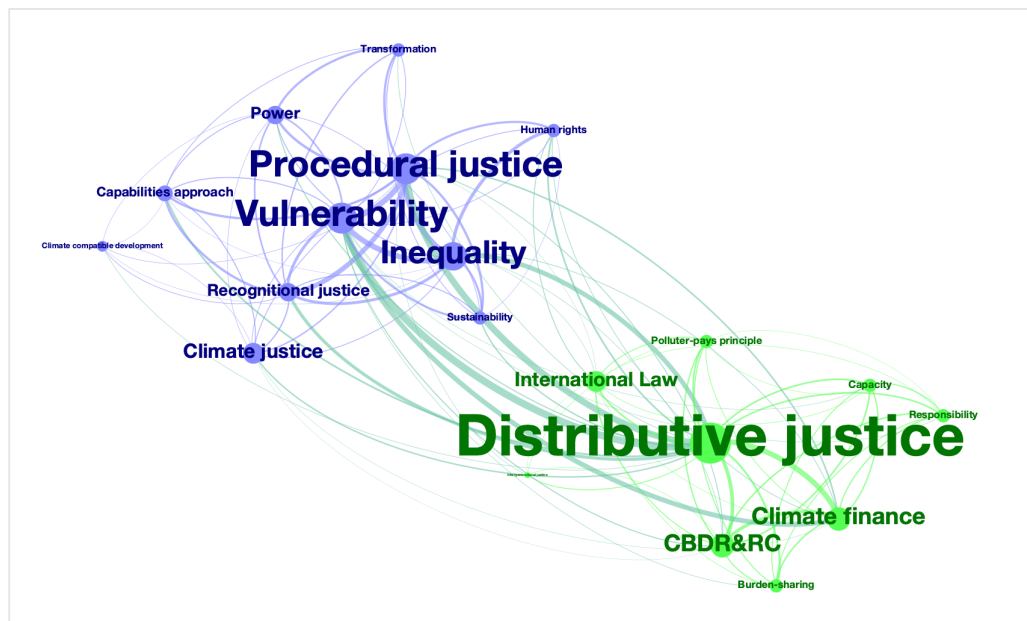 Transformation
Power
Human rights
Procedural justice
Capabilities approach
Vulnerability
Climate compatible development
Inequality
Recognitional justice
Sustainability
Climate justice
Polluter-pays principle
International Law
Capacity
Responsibility
Distributive justice
Climate finance
CBDR&RC
Burden-sharing